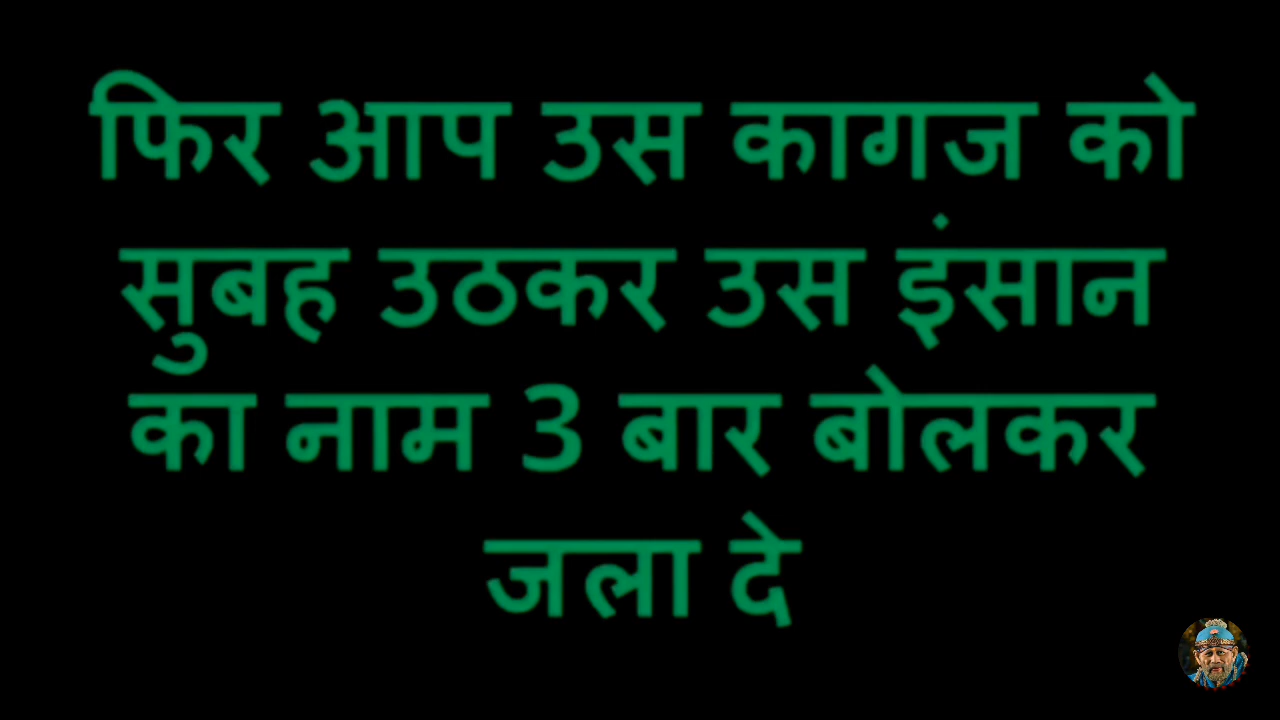 फिर आप उस कागज को
सुबह उठकर उस इंसान
का नाम 3 बार बोलकर
जला दे